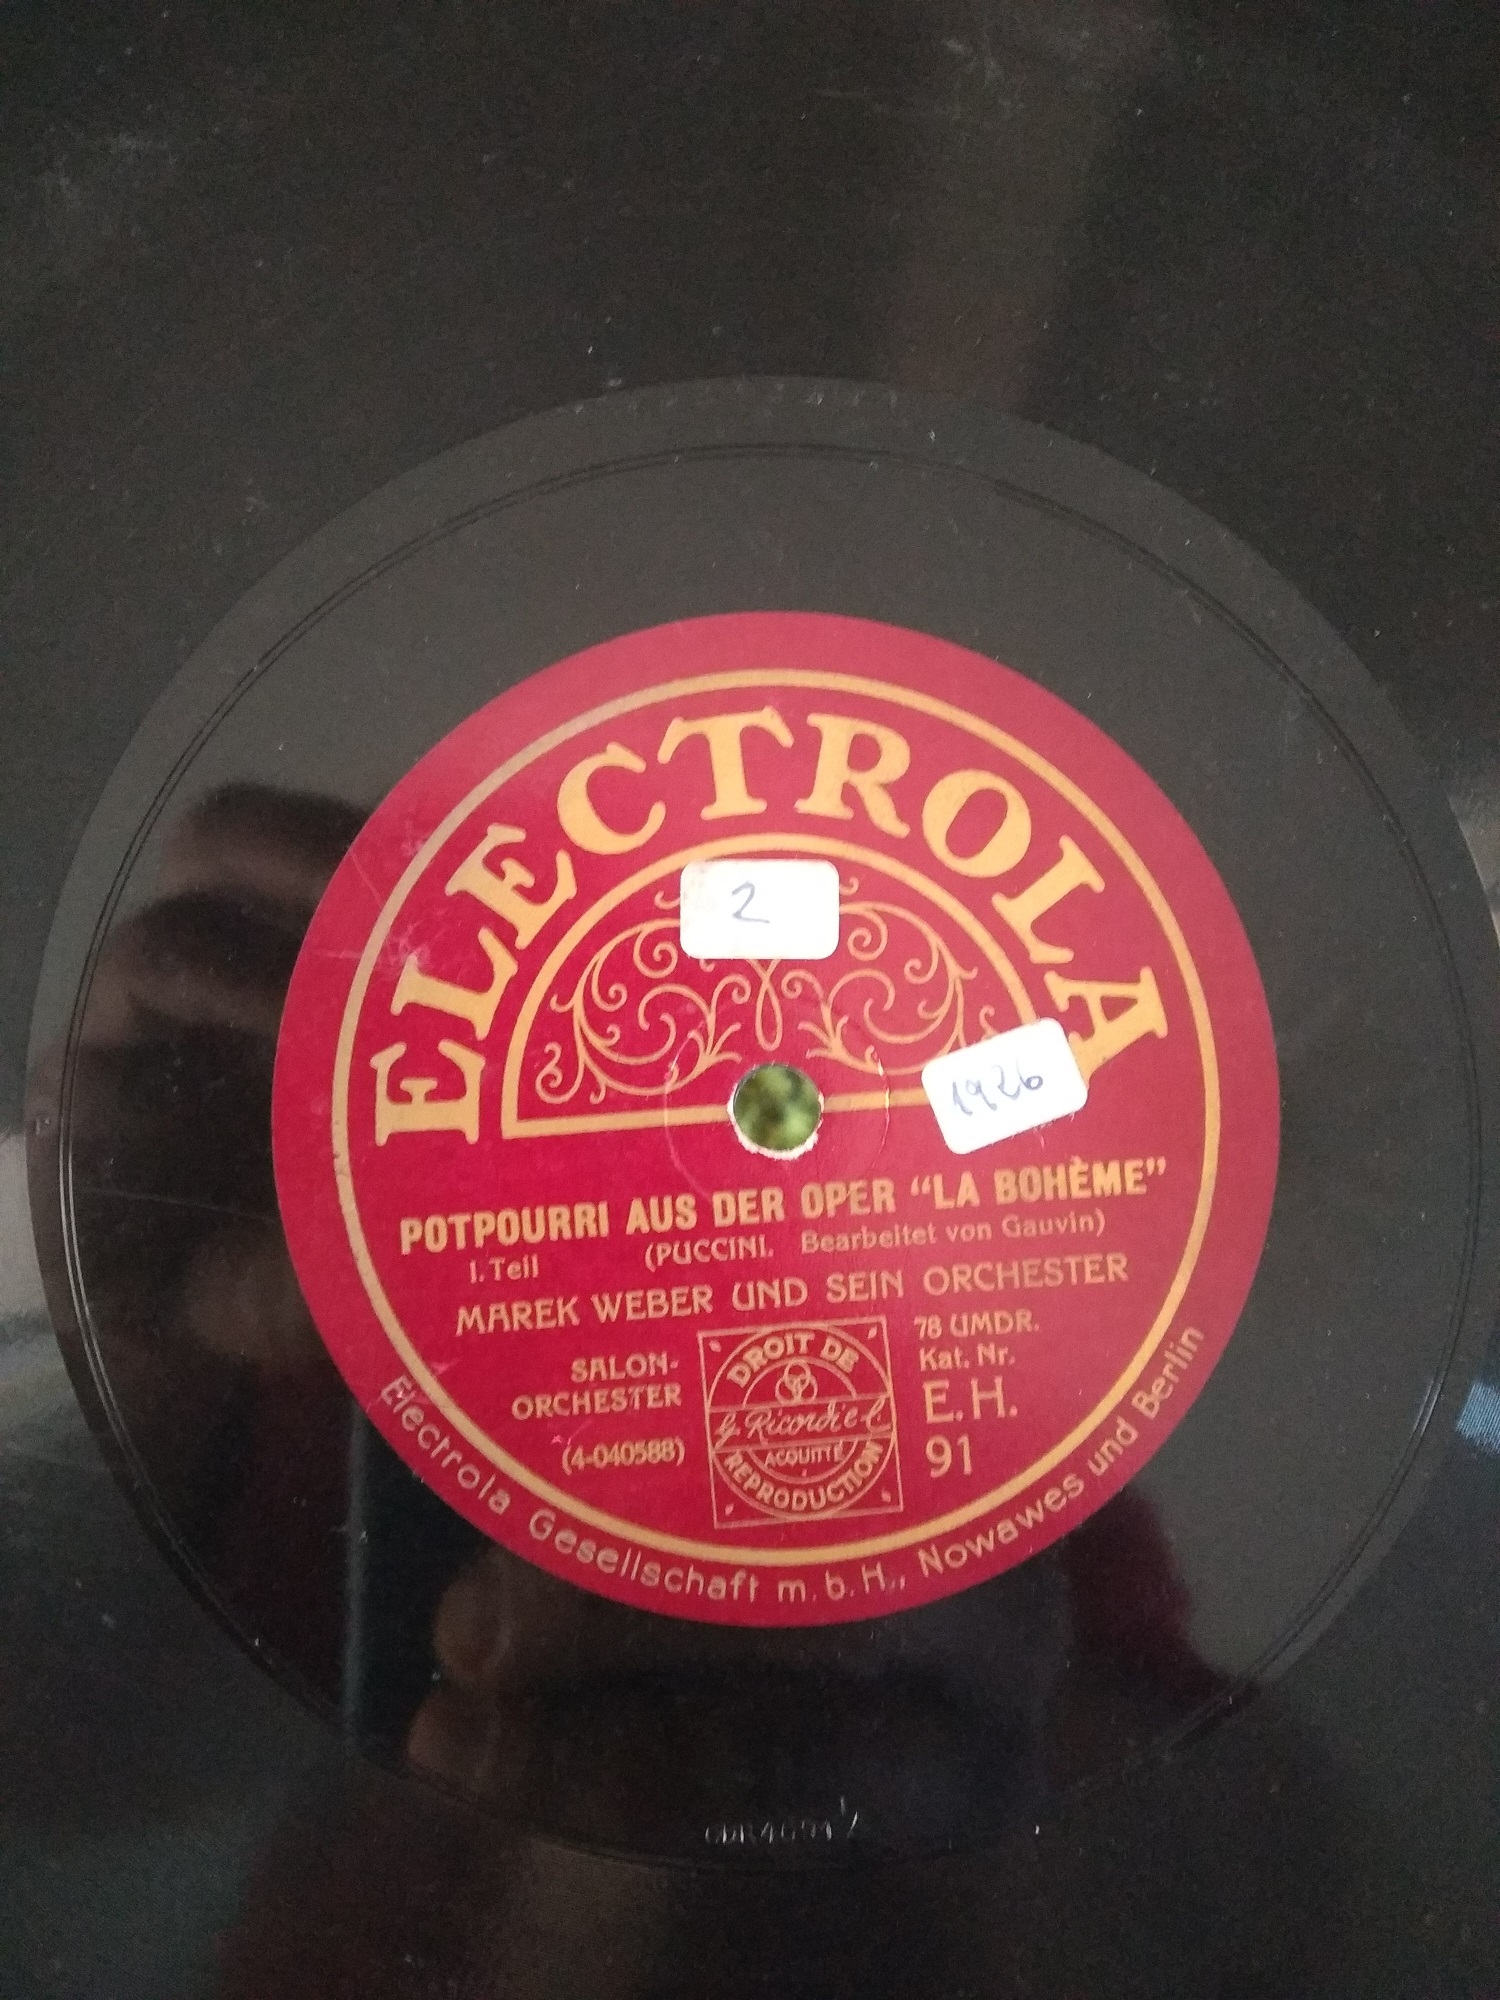 ELECTROLA
2
1926
POTPOURRI AUS DER OPER “LA BOHÈME”
I. Teil (PUCCINI. Bearbeitet von Gauvin)
MAREK WEBER UND SEIN ORCHESTER
SALON-
ORCHESTER
(4-040588)
DROIT DE
G. Ricordi e C.
ACQUITTÉ
REPRODUCTION
78 UMDR.
Kat. Nr.
E.H.
91
Electrola Gesellschaft m.b.H., Nowawes und Berlin